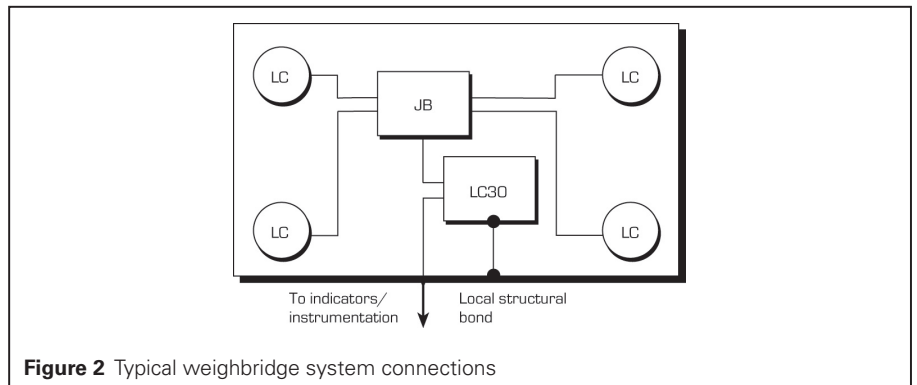 LC
LC
JB
LC30
LC
LC
To indicators/
instrumentation
Local structural
bond
Figure 2 Typical weighbridge system connections